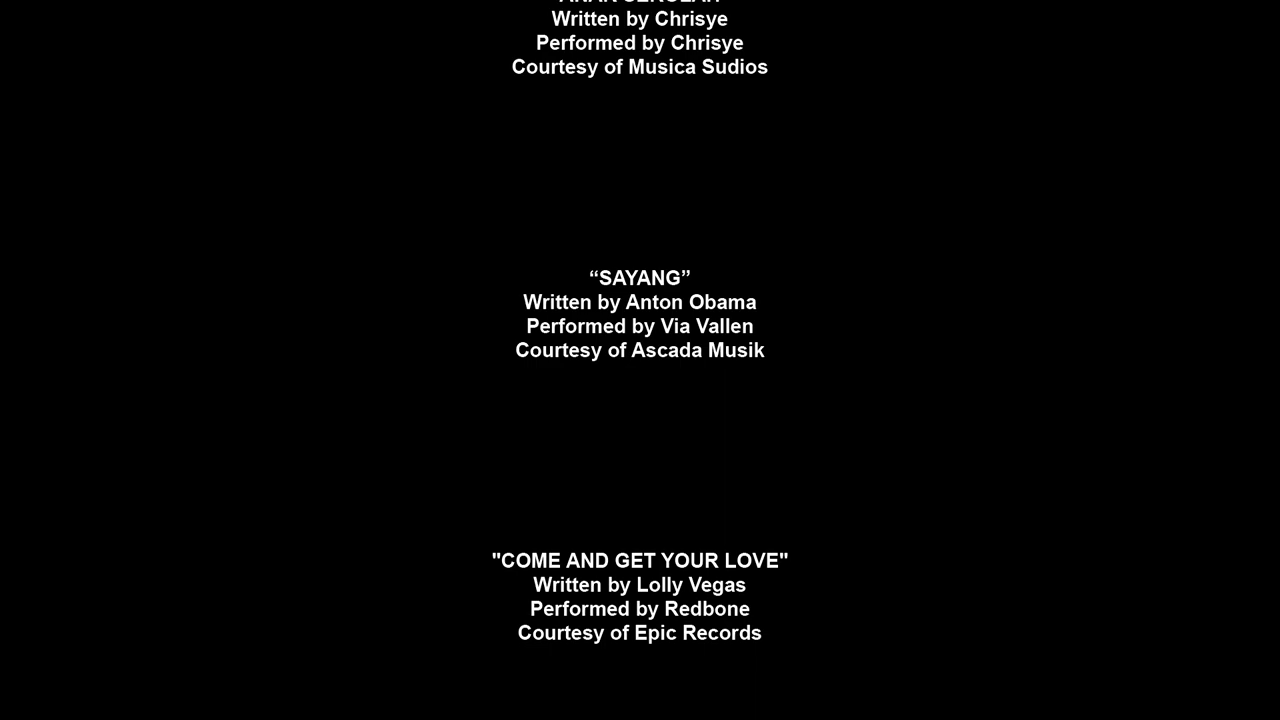 Written by Chrisye
Performed by Chrisye
Courtesy of Musica Sudios
“SAYANG”
Written by Anton Obama
Performed by Via Vallen
Courtesy of Ascada Musik
"COME AND GET YOUR LOVE"
Written by Lolly Vegas
Performed by Redbone
Courtesy of Epic Records